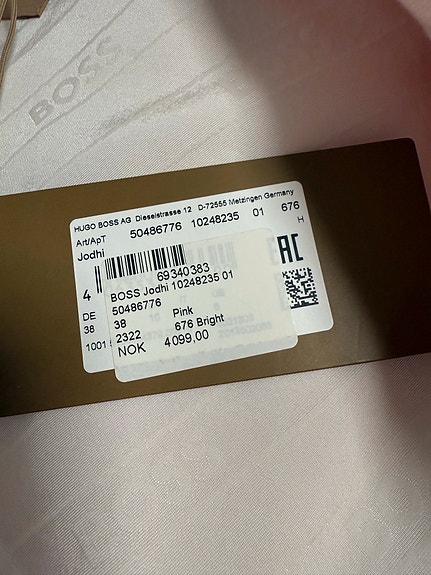 BOSS
HUGO BOSS AG Dieselstrasse 12 D-72555 Metzingen Germany
Art/ApT 50486776 10248235 01 676
Jodhi H
4
DE
38
1001
69340383
BOSS Jodhi 10248235 01
50486776
38 Pink
2322 676 Bright
NOK 4099,00